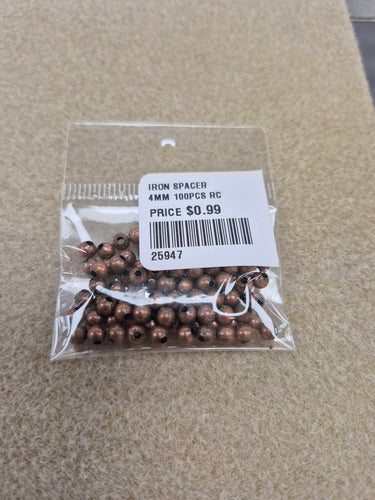 IRON SPACER
4MM 100PCS RC
PRICE $0.99
25947